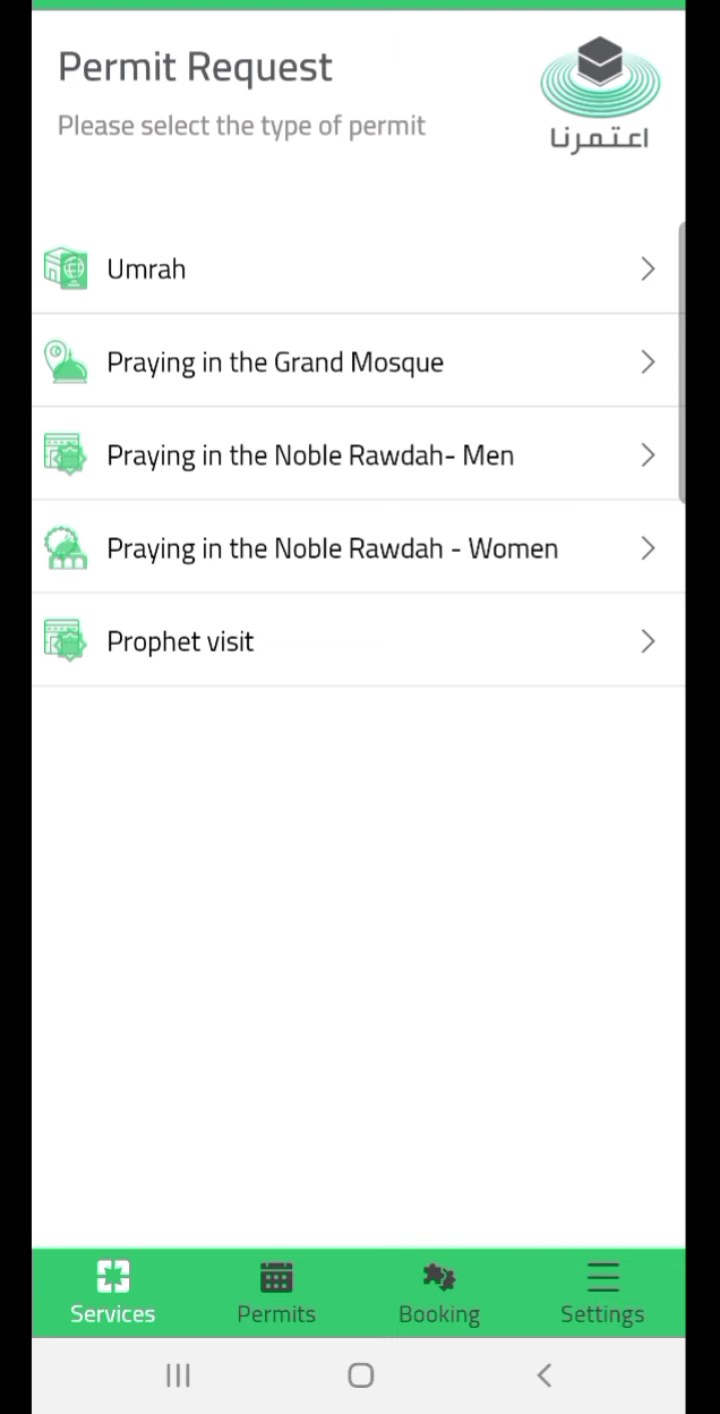 Permit Request
Please select the type of permit
اعتمرنا
Umrah
Praying in the Grand Mosque
Praying in the Noble Rawdah- Men
Praying in the Noble Rawdah - Women
Prophet visit
Services
Permits
Booking
Settings